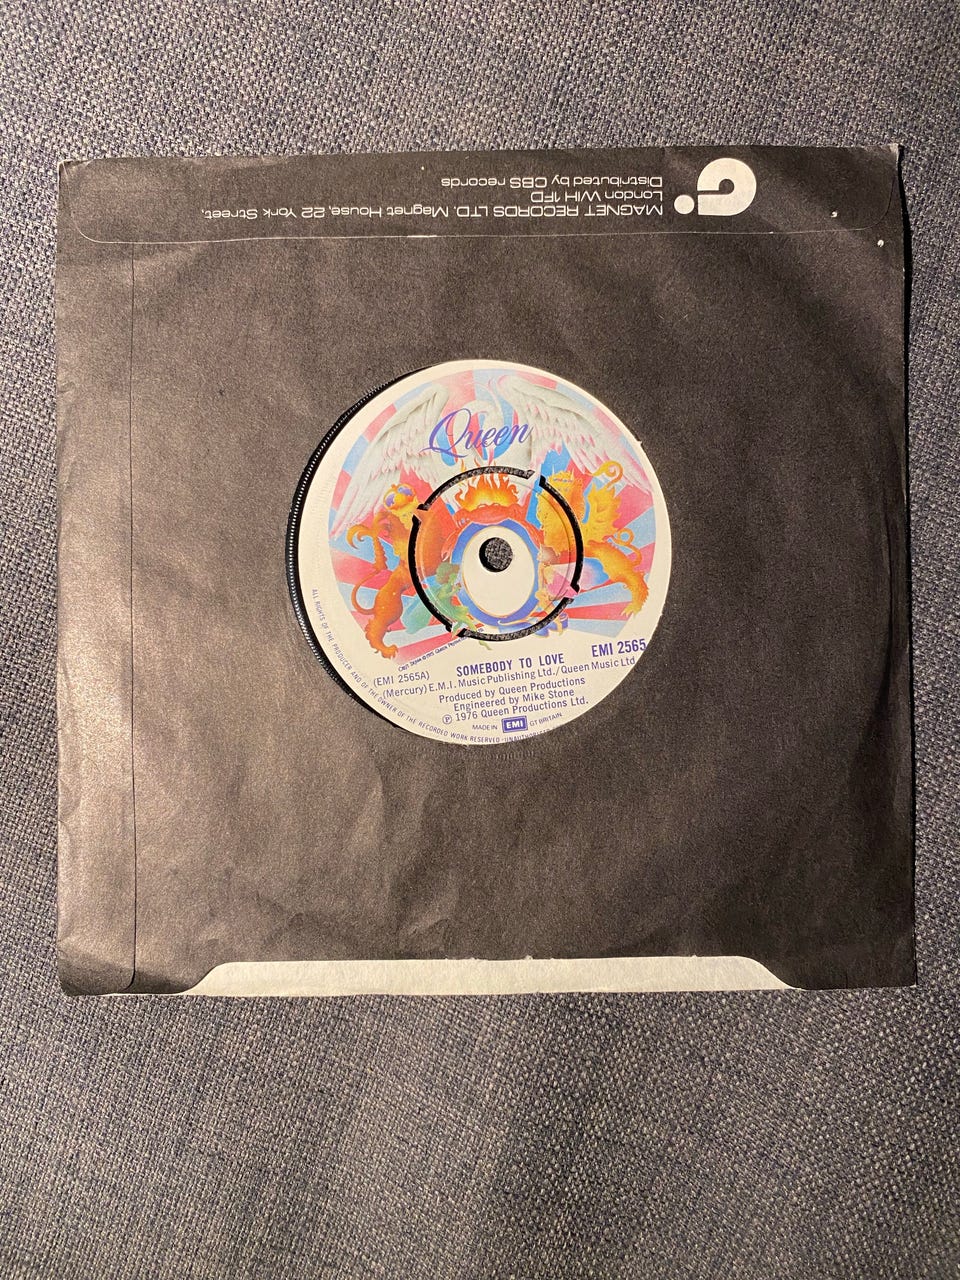 MAGNET RECORDS LTD. Magnet House, 22 York Street,
London W1H 1FD
Distributed by CBS records
Queen
SOMEBODY TO LOVE
EMI 2565
(EMI 2565A)
(Mercury) E.M.I. Music Publishing Ltd./Queen Music Ltd
Produced by Queen Productions
Engineered by Mike Stone
℗ 1976 Queen Productions Ltd.
MADE IN EMI GT BRITAIN
ALL RIGHTS OF THE PRODUCER AND OF THE OWNER OF THE RECORDED WORK RESERVED